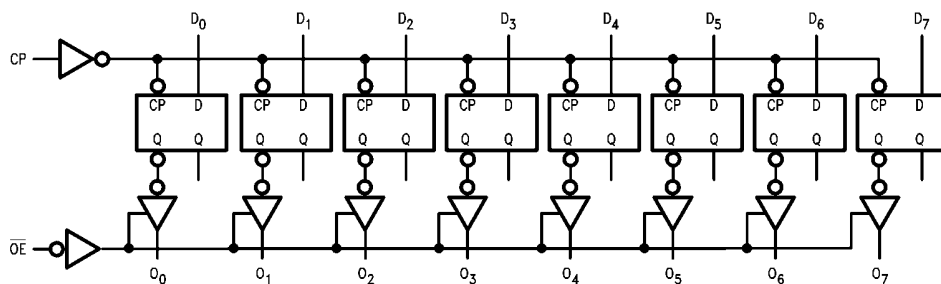 D0 D1 D2 D3 D4 D5 D6 D7
CP
CP D CP D CP D CP D CP D CP D CP D CP D
Q Q Q Q Q Q Q Q Q Q Q Q Q Q Q Q
O̅E̅
O0 O1 O2 O3 O4 O5 O6 O7